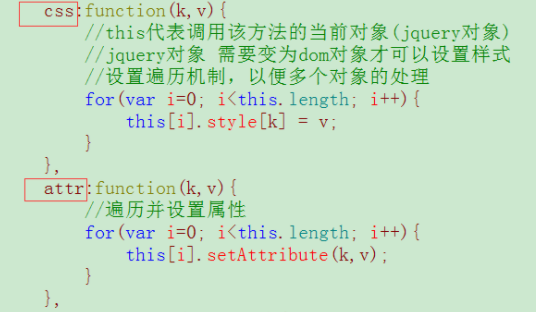 css:function(k,v){
//this代表调用该方法的当前对象(jquery对象)
//jquery对象 需要变为dom对象才可以设置样式
//设置遍历机制，以便多个对象的处理
for(var i=0; i<this.length; i++){
this[i].style[k] = v;
}
},
attr:function(k,v){
//遍历并设置属性
for(var i=0; i<this.length; i++){
this[i].setAttribute(k,v);
}
},